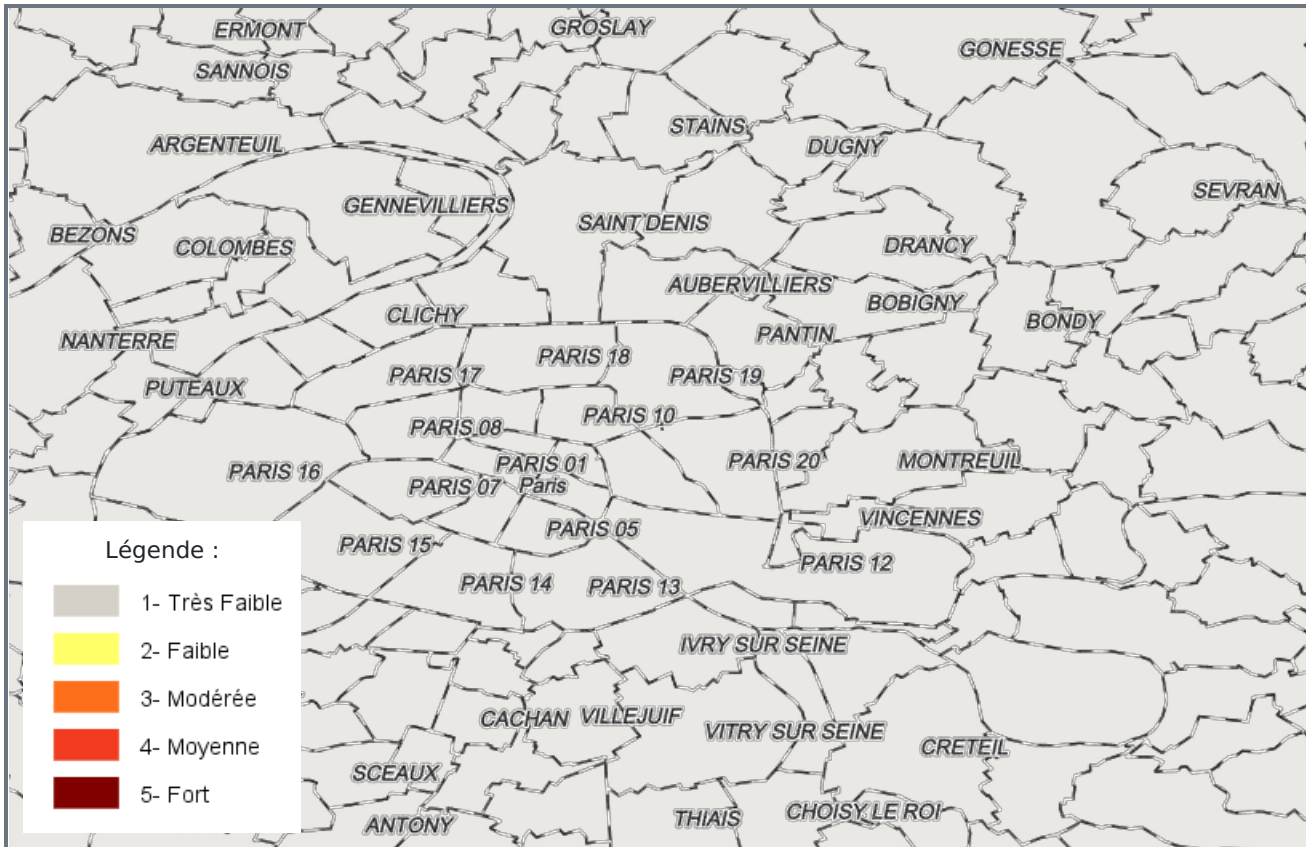 ERMONT
GROSLAY
GONESSE
SANNOIS
STAINS
ARGENTEUIL
DUGNY
SEVRAN
GENNEVILLIERS
SAINT DENIS
BEZONS
COLOMBES
DRANCY
AUBERVILLIERS
BOBIGNY
CLICHY
BONDY
NANTERRE
PANTIN
PARIS 18
PUTEAUX
PARIS 17
PARIS 19
PARIS 10
PARIS 08
PARIS 16
PARIS 01
PARIS 20
MONTREUIL
PARIS 07
Paris
VINCENNES
PARIS 05
PARIS 15
PARIS 12
PARIS 14
PARIS 13
IVRY SUR SEINE
CACHAN
VILLEJUIF
VITRY SUR SEINE
CRETEIL
SCEAUX
ANTONY
THIAIS
CHOISY LE ROI
Légende :
1- Très Faible
2- Faible
3- Modérée
4- Moyenne
5- Fort